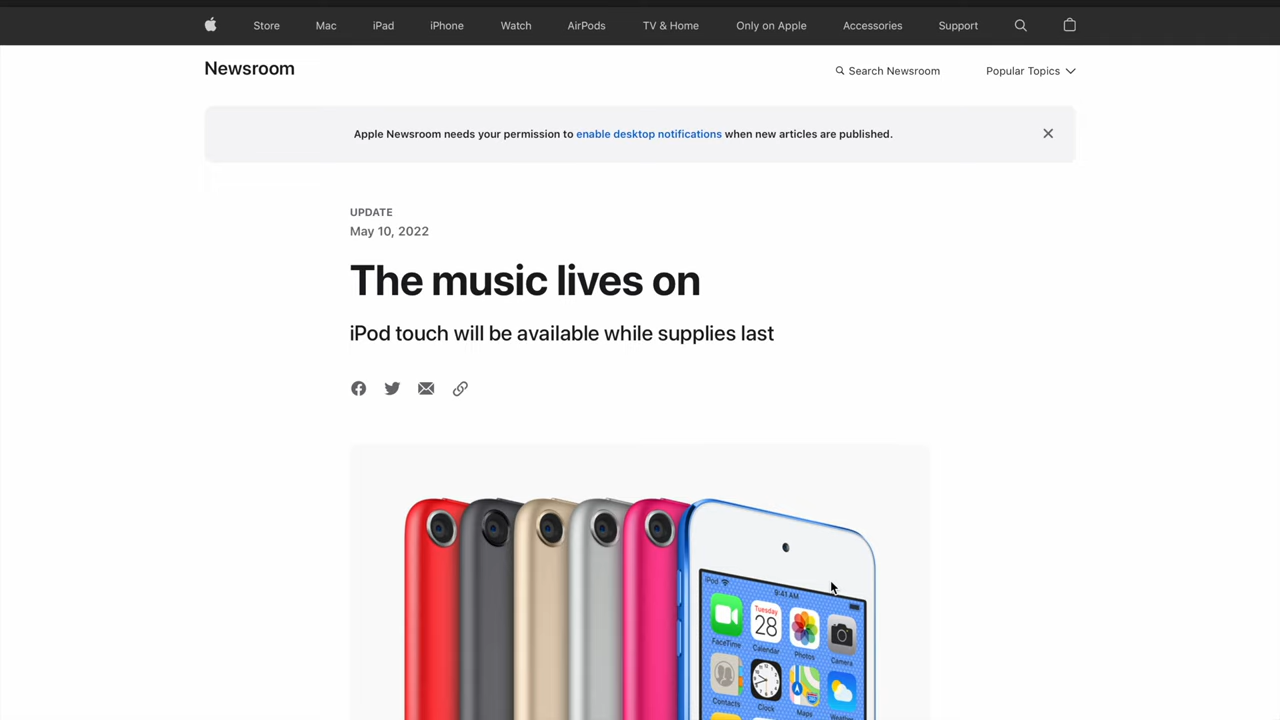 Store Mac iPad iPhone Watch AirPods TV & Home Only on Apple Accessories Support
Newsroom
Search Newsroom Popular Topics
Apple Newsroom needs your permission to enable desktop notifications when new articles are published.
UPDATE
May 10, 2022
The music lives on
iPod touch will be available while supplies last
iPod 9:41 AM
Tuesday
28
FaceTime Calendar Photos Camera
Contacts Clock Maps